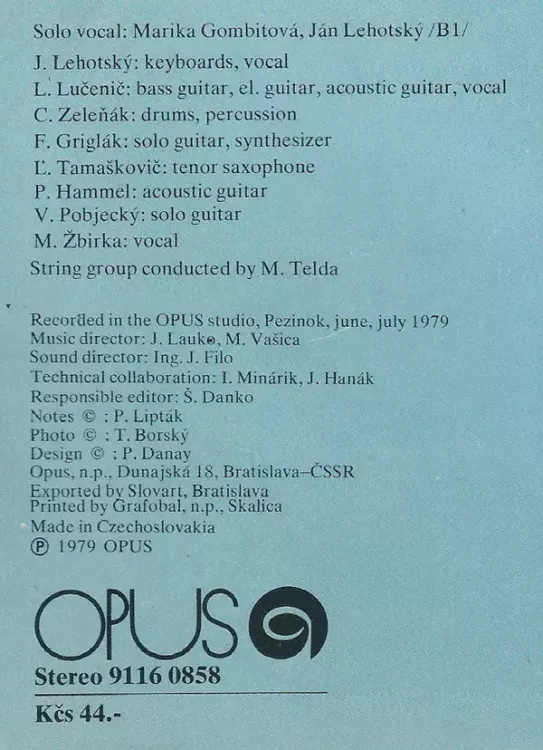 Solo vocal: Marika Gombitová, Ján Lehotský /B1/
J. Lehotský: keyboards, vocal
L. Lučenič: bass guitar, el. guitar, acoustic guitar, vocal
C. Zeleňák: drums, percussion
F. Griglák: solo guitar, synthesizer
Ľ. Tamaškovič: tenor saxophone
P. Hammel: acoustic guitar
V. Pobjecký: solo guitar
M. Žbirka: vocal
String group conducted by M. Telda
Recorded in the OPUS studio, Pezinok, june, july 1979
Music director: J. Lauko, M. Vašica
Sound director: Ing. J. Filo
Technical collaboration: I. Minárik, J. Hanák
Responsible editor: Š. Danko
Notes © : P. Lipták
Photo © : T. Borský
Design © : P. Danay
Opus, n.p., Dunajská 18, Bratislava–ČSSR
Exported by Slovart, Bratislava
Printed by Grafobal, n.p., Skalica
Made in Czechoslovakia
℗ 1979 OPUS
OPUS
Stereo 9116 0858
Kčs 44.-